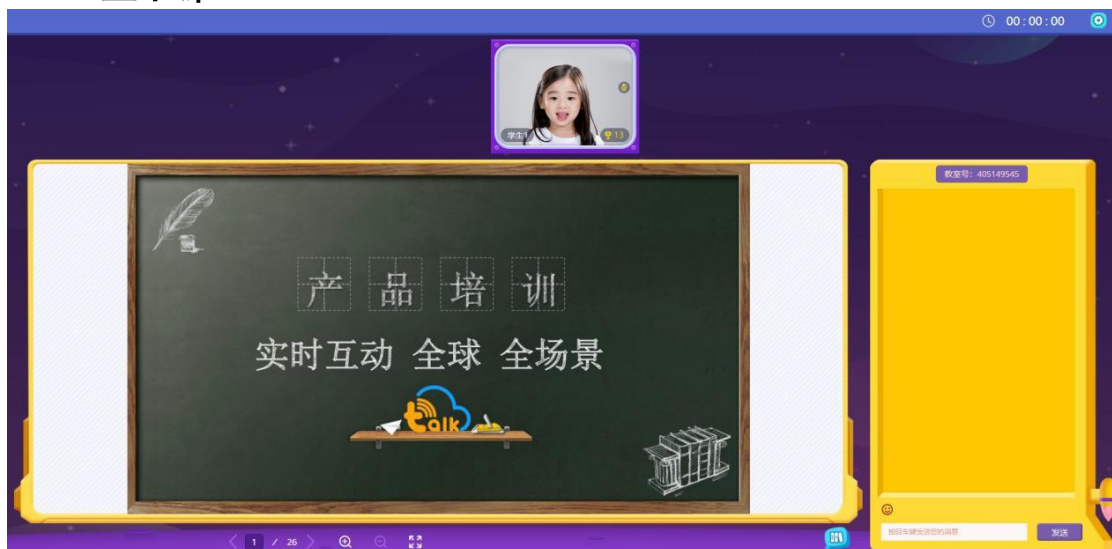 00:00:00
学生1
13
教室号: 405149545
产品培训
实时互动 全球 全场景
talk
1 / 26
按回车键发送您的消息
发送